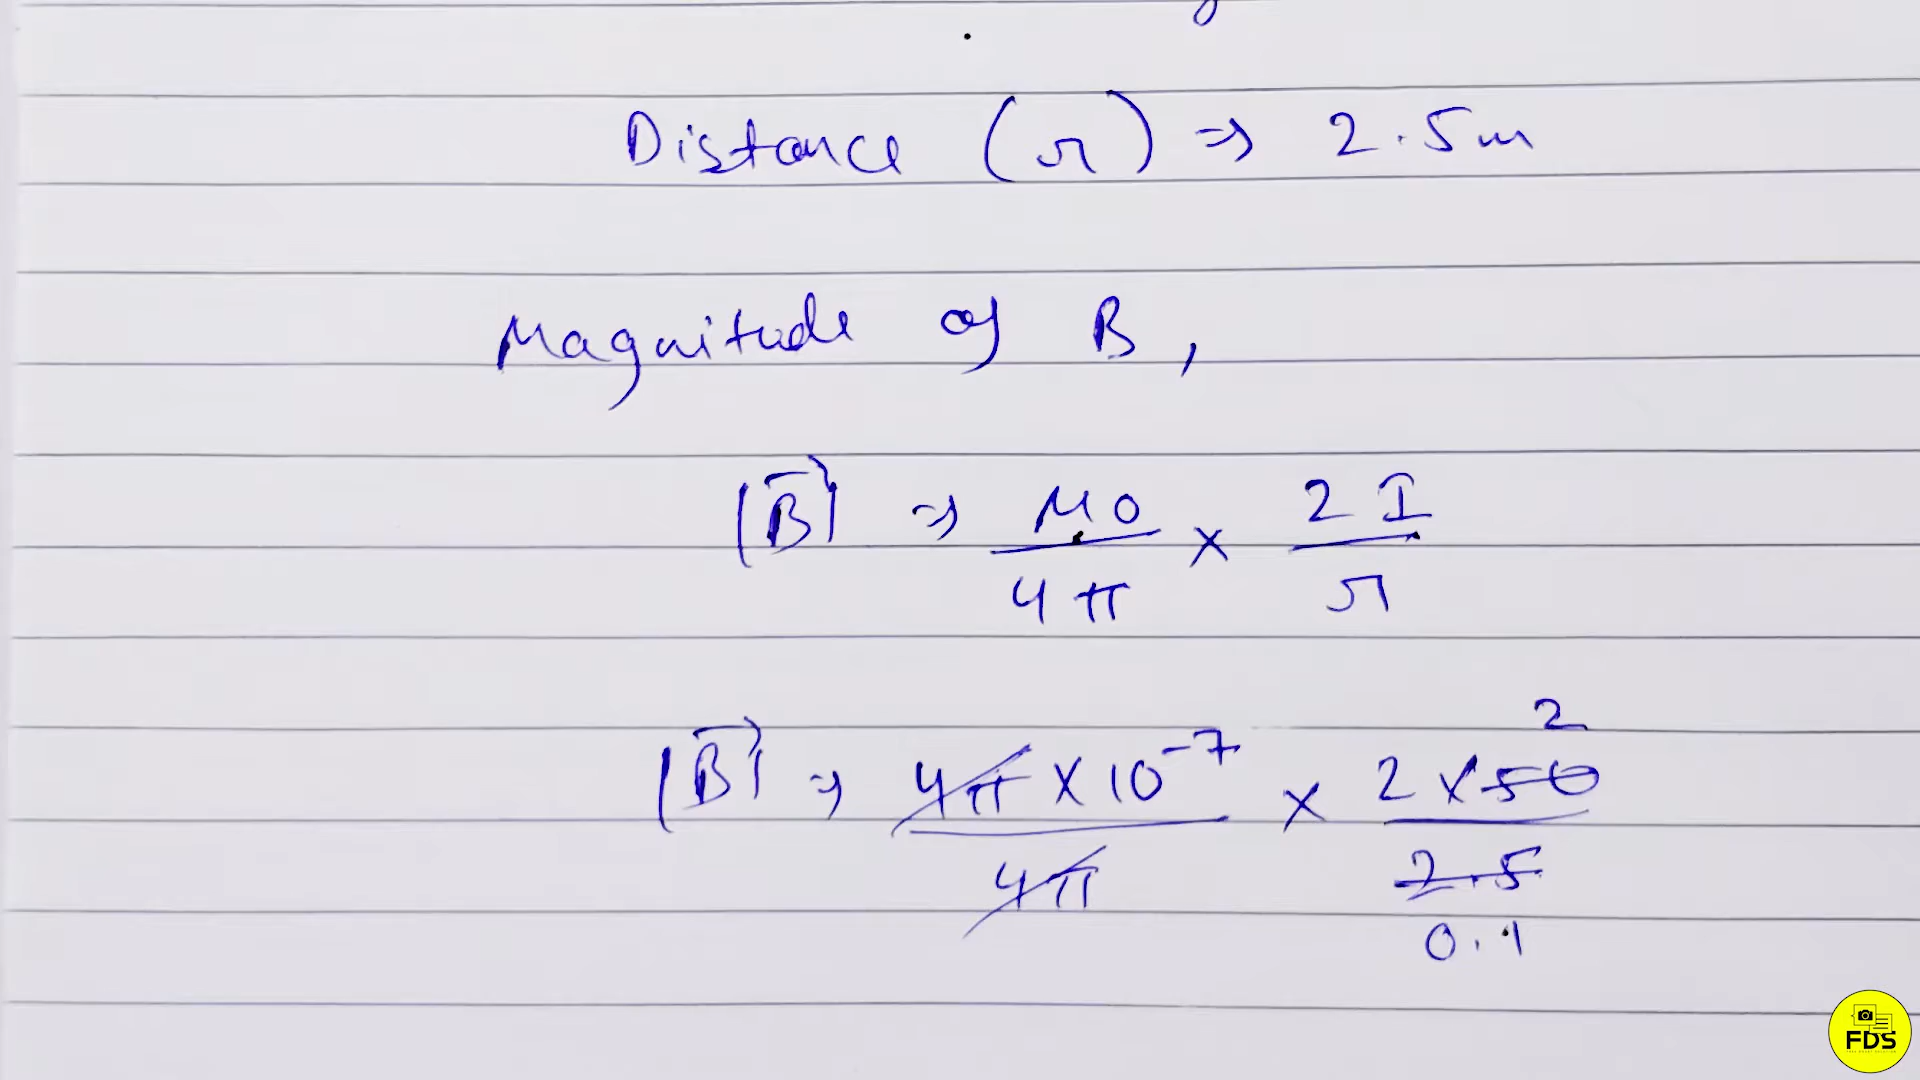 Distance (r) ⇒ 2.5m
Magnitude of B,
|B⃗| ⇒ μ0/4π × 2I/r
|B⃗| ⇒ 4π × 10⁻⁷/4π × 2 × 50/2.5 2 0.1
FDS